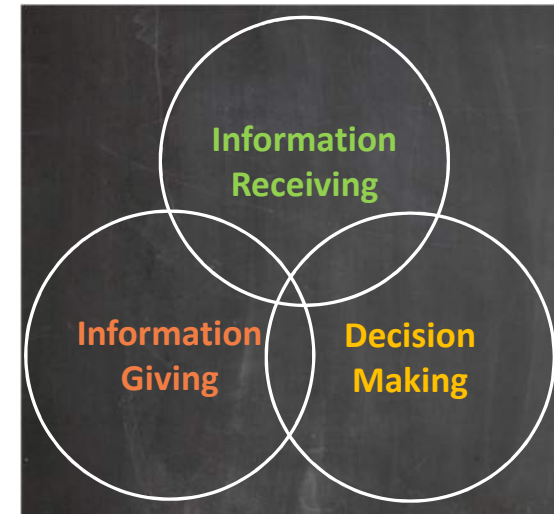 Information
Receiving
Information
Giving
Decision
Making